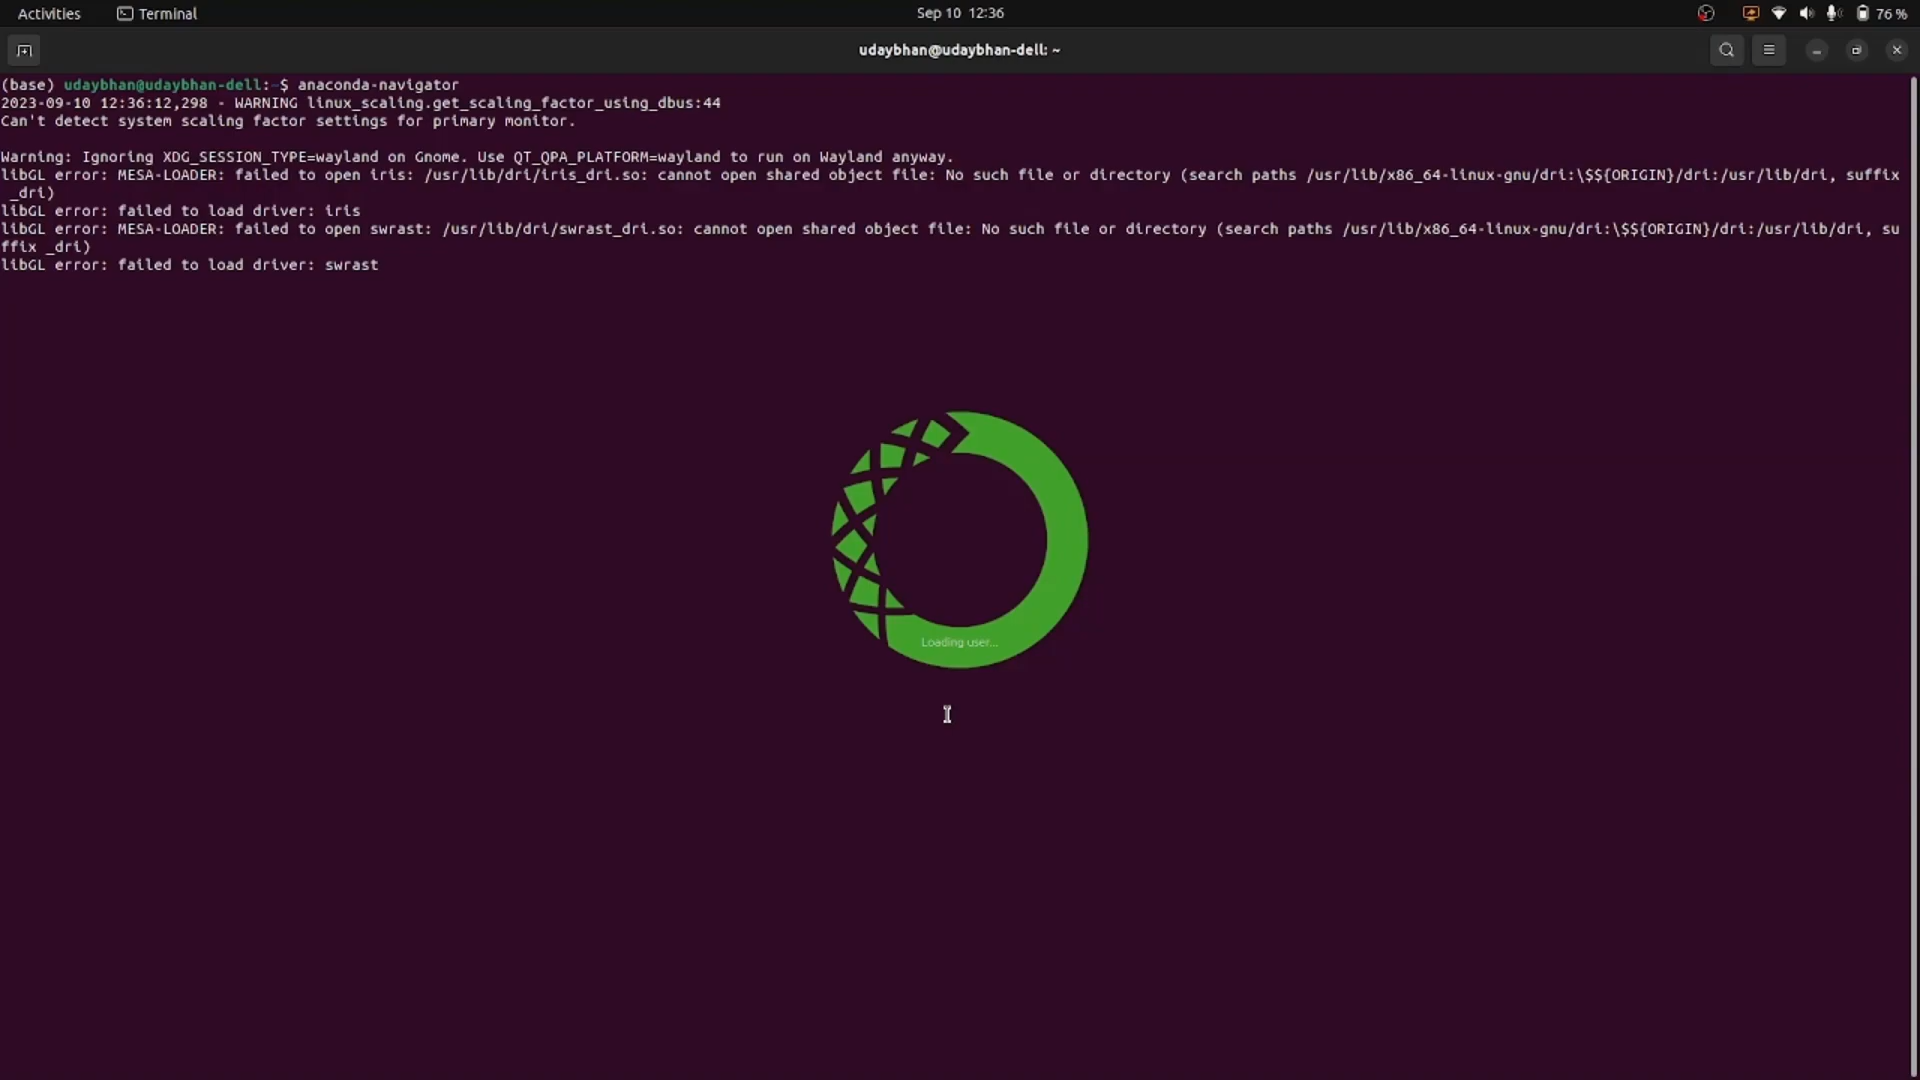 Activities
Terminal
Sep 10 12:36
76 %
udaybhan@udaybhan-dell: ~
(base) udaybhan@udaybhan-dell:~$ anaconda-navigator
2023-09-10 12:36:12,298 - WARNING linux_scaling.get_scaling_factor_using_dbus:44
Can't detect system scaling factor settings for primary monitor.
Warning: Ignoring XDG_SESSION_TYPE=wayland on Gnome. Use QT_QPA_PLATFORM=wayland to run on Wayland anyway.
libGL error: MESA-LOADER: failed to open iris: /usr/lib/dri/iris_dri.so: cannot open shared object file: No such file or directory (search paths /usr/lib/x86_64-linux-gnu/dri:\$${ORIGIN}/dri:/usr/lib/dri, suffix
_dri)
libGL error: failed to load driver: iris
libGL error: MESA-LOADER: failed to open swrast: /usr/lib/dri/swrast_dri.so: cannot open shared object file: No such file or directory (search paths /usr/lib/x86_64-linux-gnu/dri:\$${ORIGIN}/dri:/usr/lib/dri, su
ffix _dri)
libGL error: failed to load driver: swrast
Loading user...